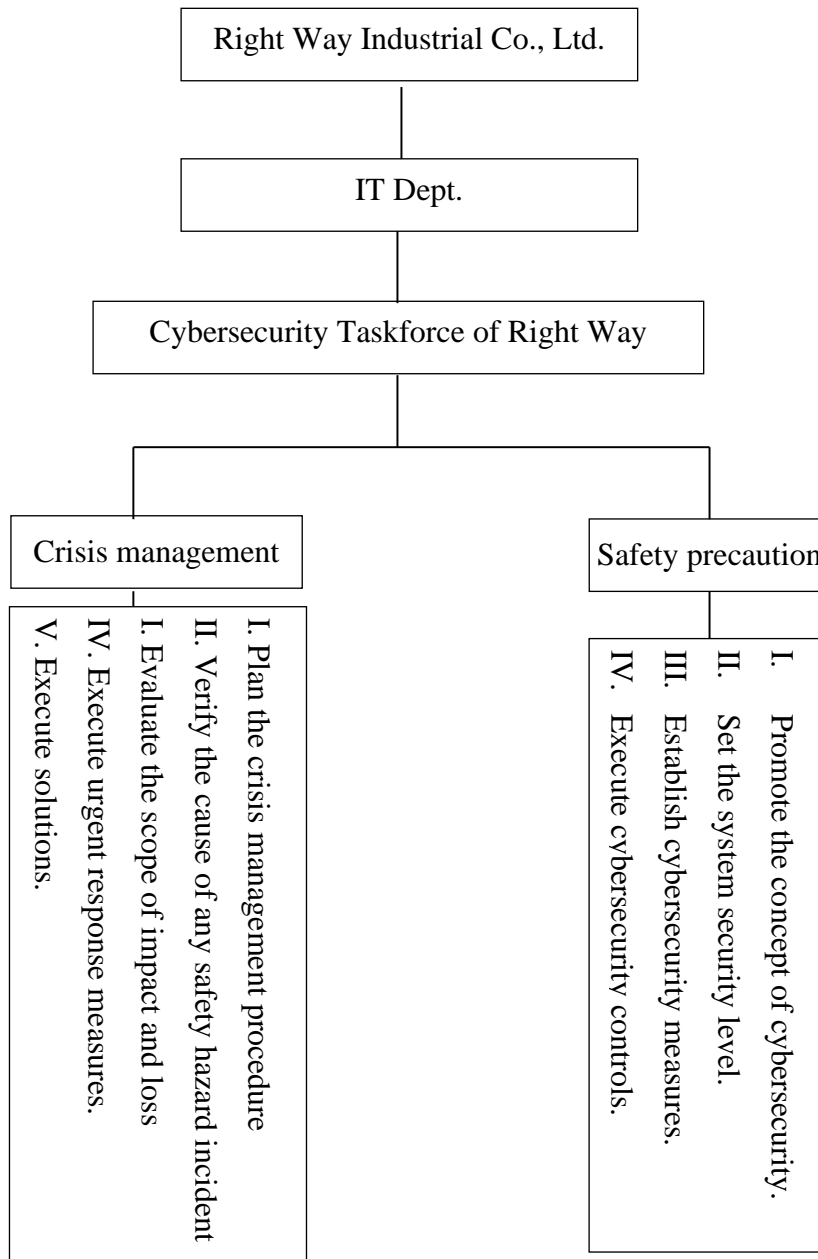 Right Way Industrial Co., Ltd.
IT Dept.
Cybersecurity Taskforce of Right Way
Crisis management
I. Plan the crisis management procedure
II. Verify the cause of any safety hazard incident
I. Evaluate the scope of impact and loss
IV. Execute urgent response measures.
V. Execute solutions.
Safety precaution
I. Promote the concept of cybersecurity.
II. Set the system security level.
III. Establish cybersecurity measures.
IV. Execute cybersecurity controls.